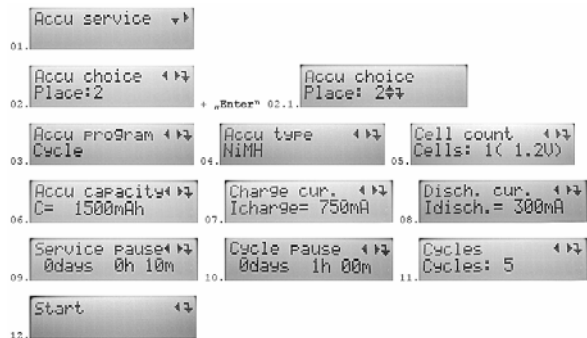 Accu service
01.
Accu choice
Place:2
02.
+ „Enter" 02.1.
Accu choice
Place: 2
Accu program
Cycle
03.
Accu type
NiMH
04.
Cell count
Cells: 1( 1.2V)
05.
Accu capacity
C= 1500mAh
06.
Charge cur.
Icharge= 750mA
07.
Disch. cur.
Idisch.= 300mA
08.
Service pause
0days 0h 10m
09.
Cycle pause
0days 1h 00m
10.
Cycles
Cycles: 5
11.
Start
12.